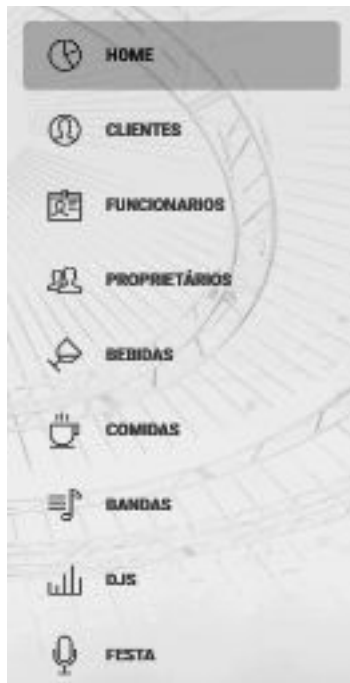 HOME
CLIENTES
FUNCIONARIOS
PROPRIETÁRIOS
BEBIDAS
COMIDAS
BANDAS
DJS
FESTA